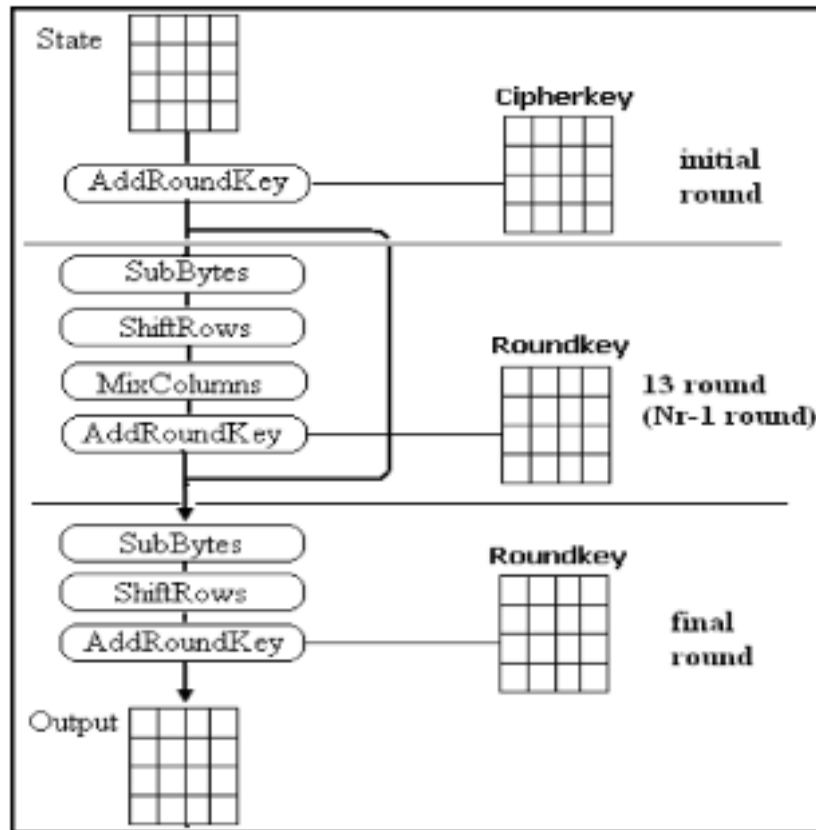 State
Cipherkey
AddRoundKey
initial
round
SubBytes
ShiftRows
MixColumns
AddRoundKey
Roundkey
13 round
(Nr-1 round)
SubBytes
ShiftRows
AddRoundKey
Roundkey
final
round
Output